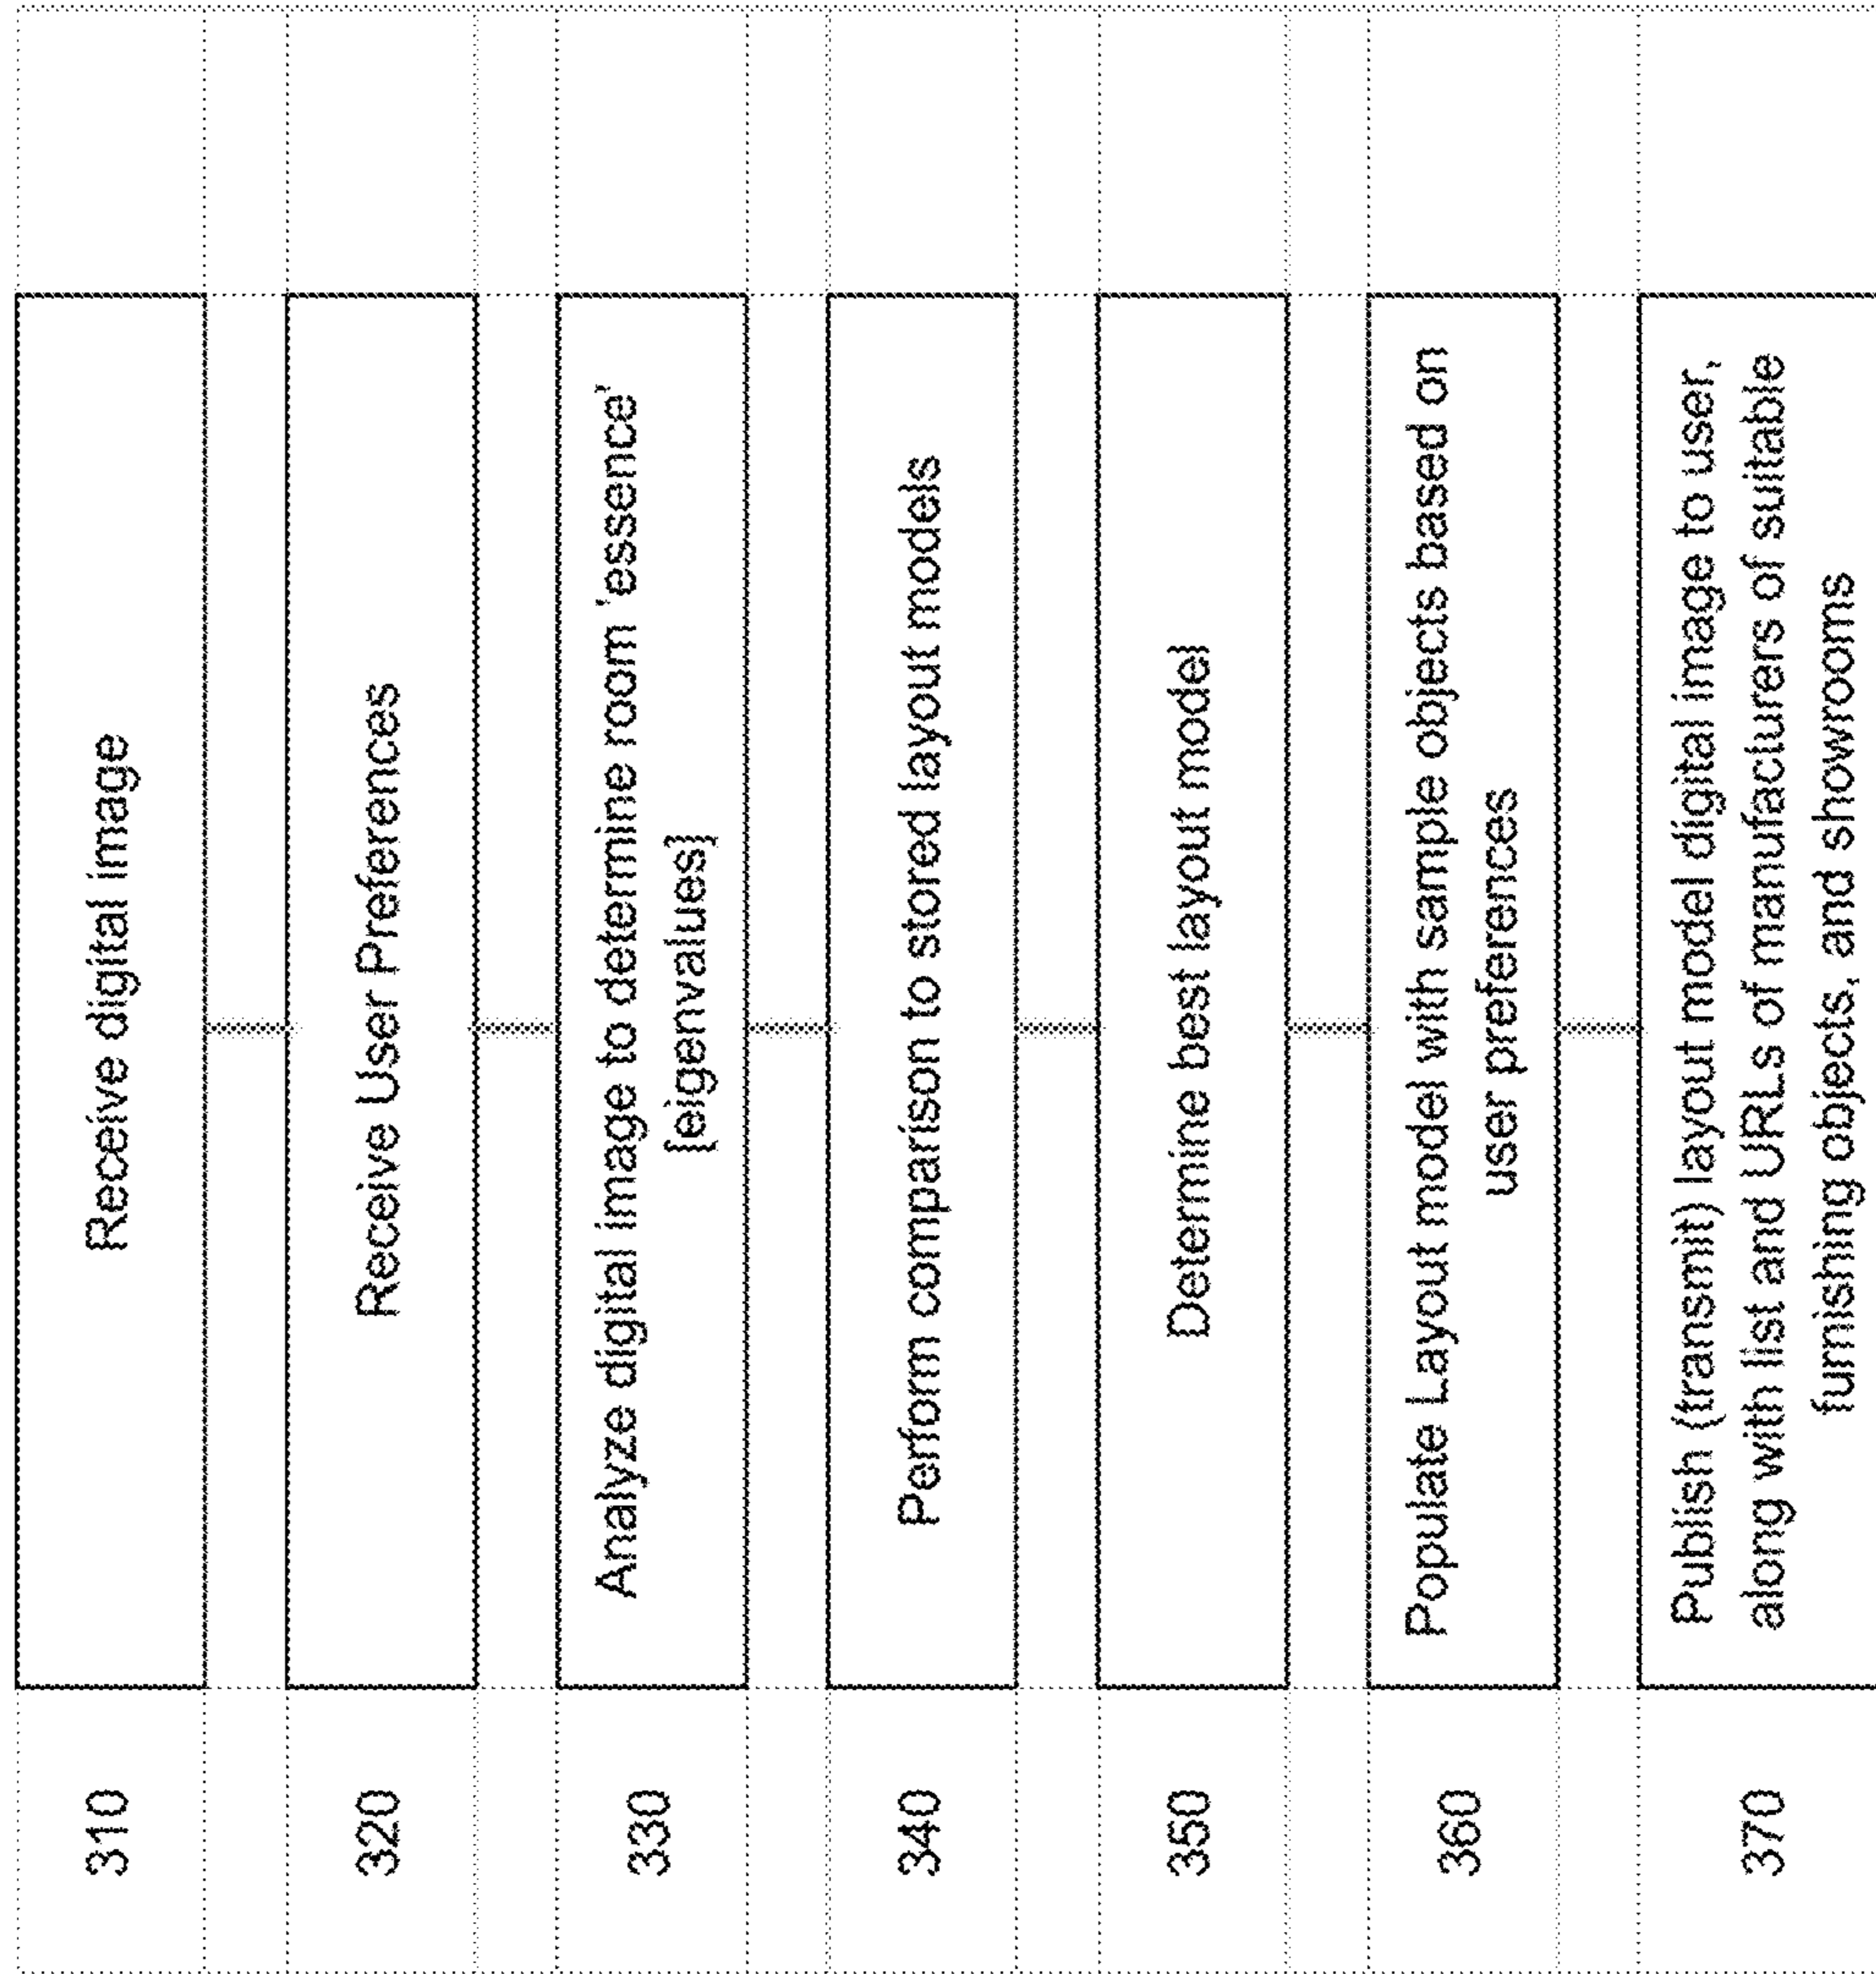 310
Receive digital image
320
Receive User Preferences
330
Analyze digital image to determine room 'essence'
[eigenvalues]
340
Perform comparison to stored layout models
350
Determine best layout model
360
Populate Layout model with sample objects based on
user preferences
370
Publish (transmit) layout model digital image to user,
along with list and URLs of manufacturers of suitable
furnishing objects, and showrooms